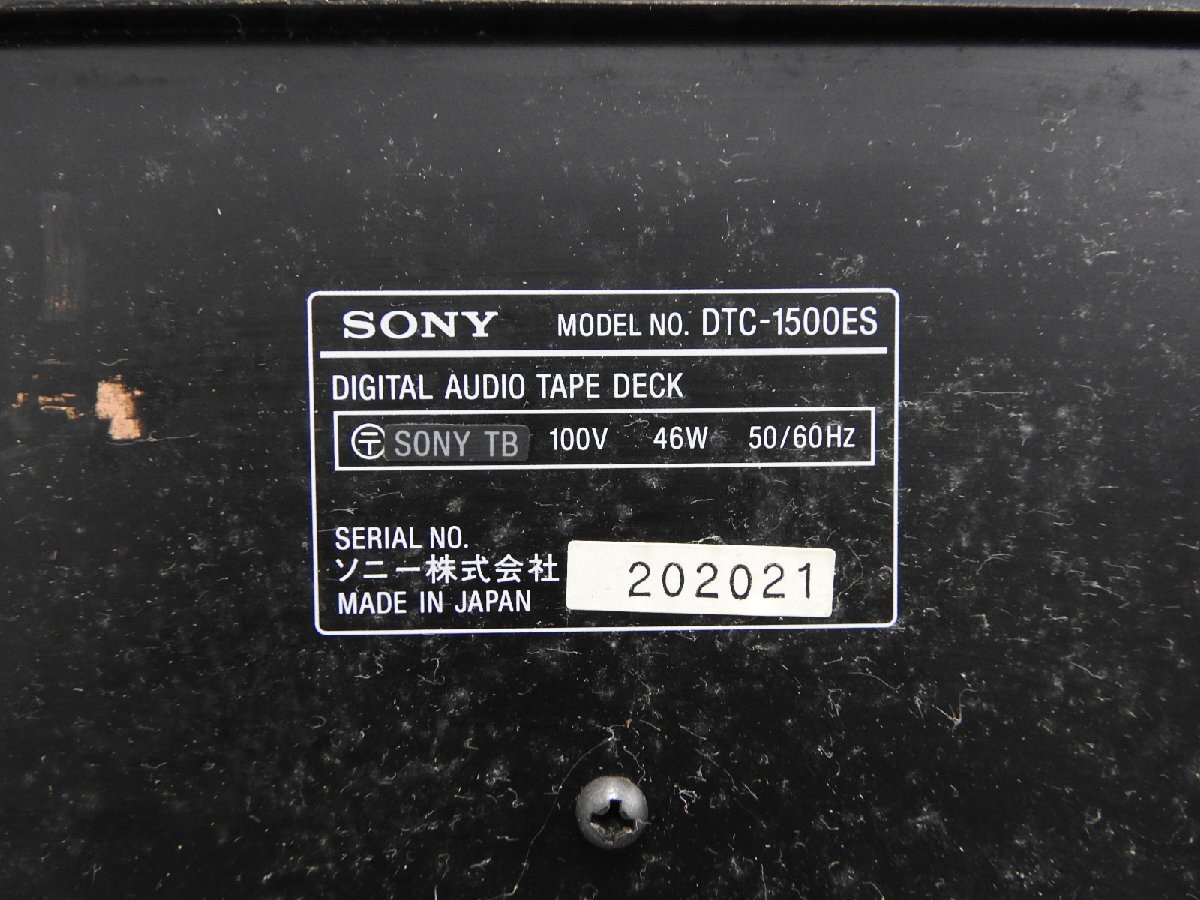 SONY MODEL NO. DTC-1500ES
DIGITAL AUDIO TAPE DECK
〒 SONY TB 100V 46W 50/60Hz
SERIAL NO.
ソニー株式会社 202021
MADE IN JAPAN